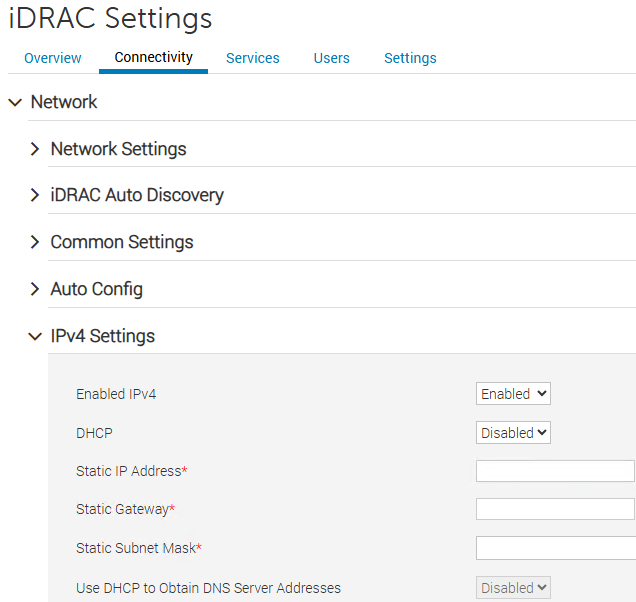 iDRAC Settings
Overview Connectivity Services Users Settings
Network
Network Settings
iDRAC Auto Discovery
Common Settings
Auto Config
IPv4 Settings
Enabled IPv4 Enabled
DHCP Disabled
Static IP Address*
Static Gateway*
Static Subnet Mask*
Use DHCP to Obtain DNS Server Addresses Disabled